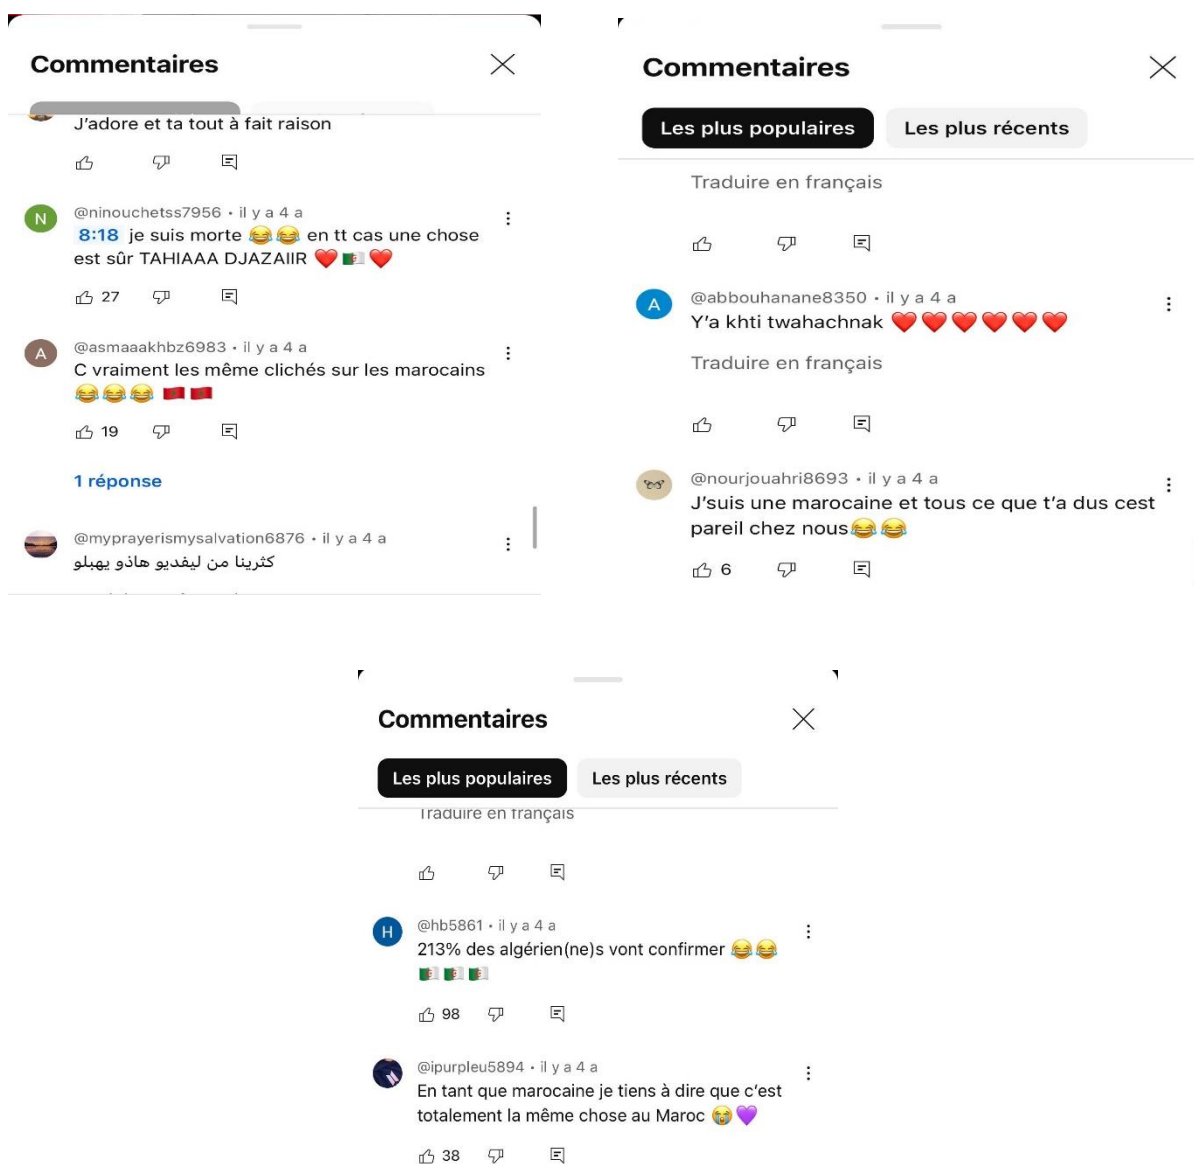 Commentaires
J'adore et ta tout à fait raison
N
@ninouchetss7956 • il y a 4 a
8:18 je suis morte 😂😂 en tt cas une chose
est sûr TAHIAAA DJAZAIIR ❤️🇩🇿❤️
27
A
@asmaaakhbz6983 • il y a 4 a
C vraiment les même clichés sur les marocains
😂😂😂 🇲🇦🇲🇦
19
1 réponse
@myprayerismysalvation6876 • il y a 4 a
كثرينا من ليفديو هاذو يهبلو
Commentaires
Les plus populaires Les plus récents
Traduire en français
A
@abbouhanane8350 • il y a 4 a
Y'a khti twahachnak ❤️❤️❤️❤️❤️❤️
Traduire en français
@nourjouahri8693 • il y a 4 a
J'suis une marocaine et tous ce que t'a dus cest
pareil chez nous😂😂
6
Commentaires
Les plus populaires Les plus récents
Traduire en français
H
@hb5861 • il y a 4 a
213% des algérien(ne)s vont confirmer 😂😂
🇩🇿🇩🇿🇩🇿
98
@ipurpleu5894 • il y a 4 a
En tant que marocaine je tiens à dire que c'est
totalement la même chose au Maroc 😭💜
38